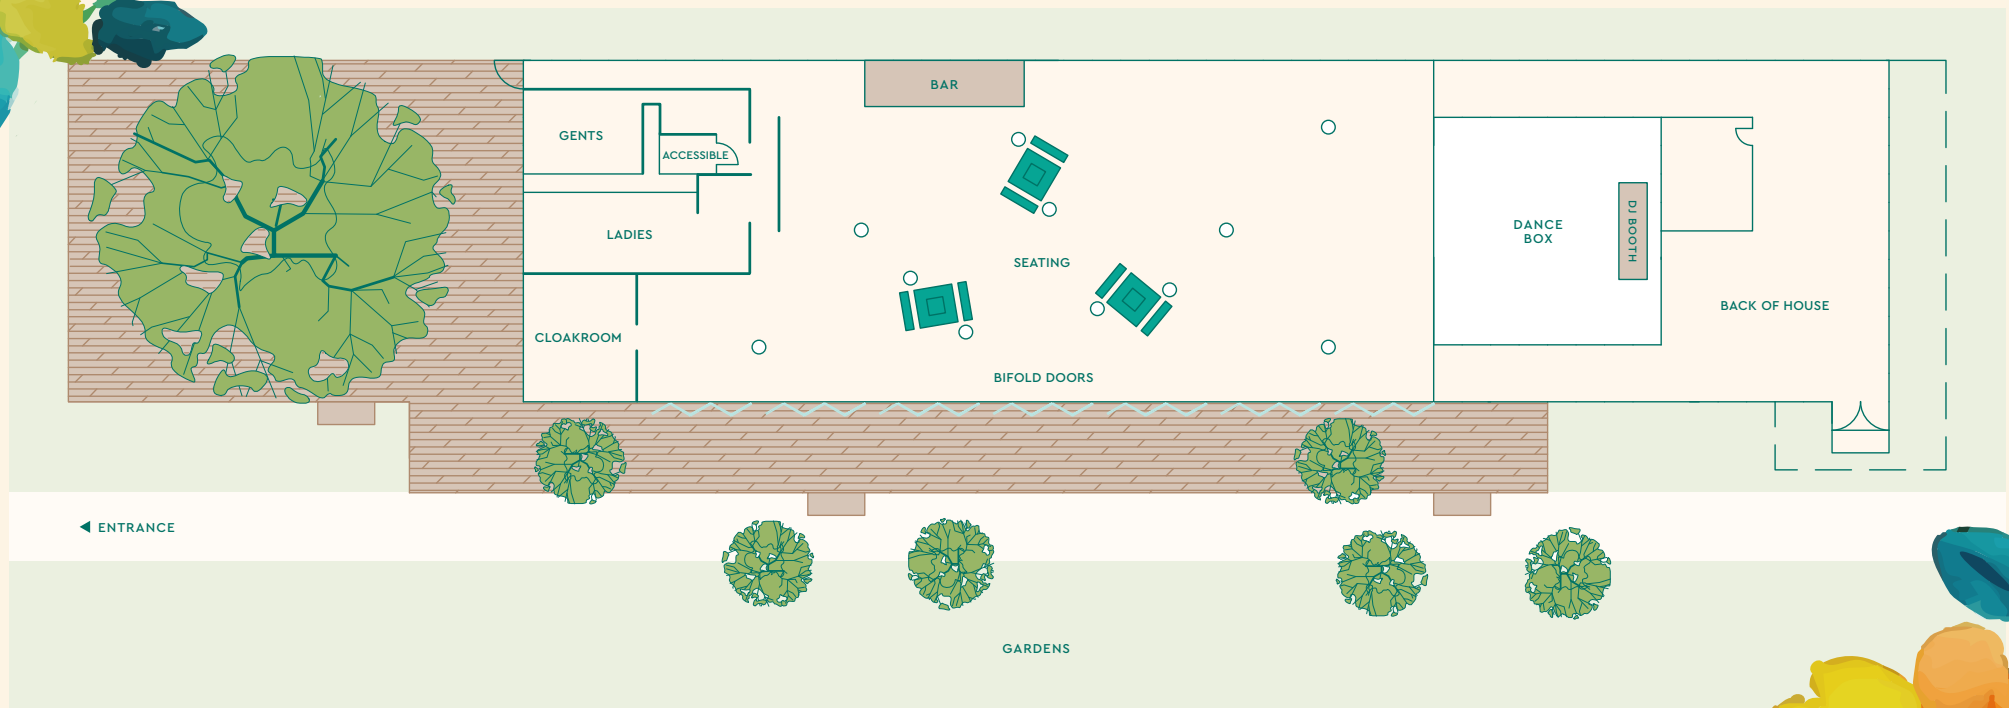 BAR
GENTS
ACCESSIBLE
LADIES
DANCE
BOX
DJ BOOTH
SEATING
BACK OF HOUSE
CLOAKROOM
BIFOLD DOORS
ENTRANCE
GARDENS